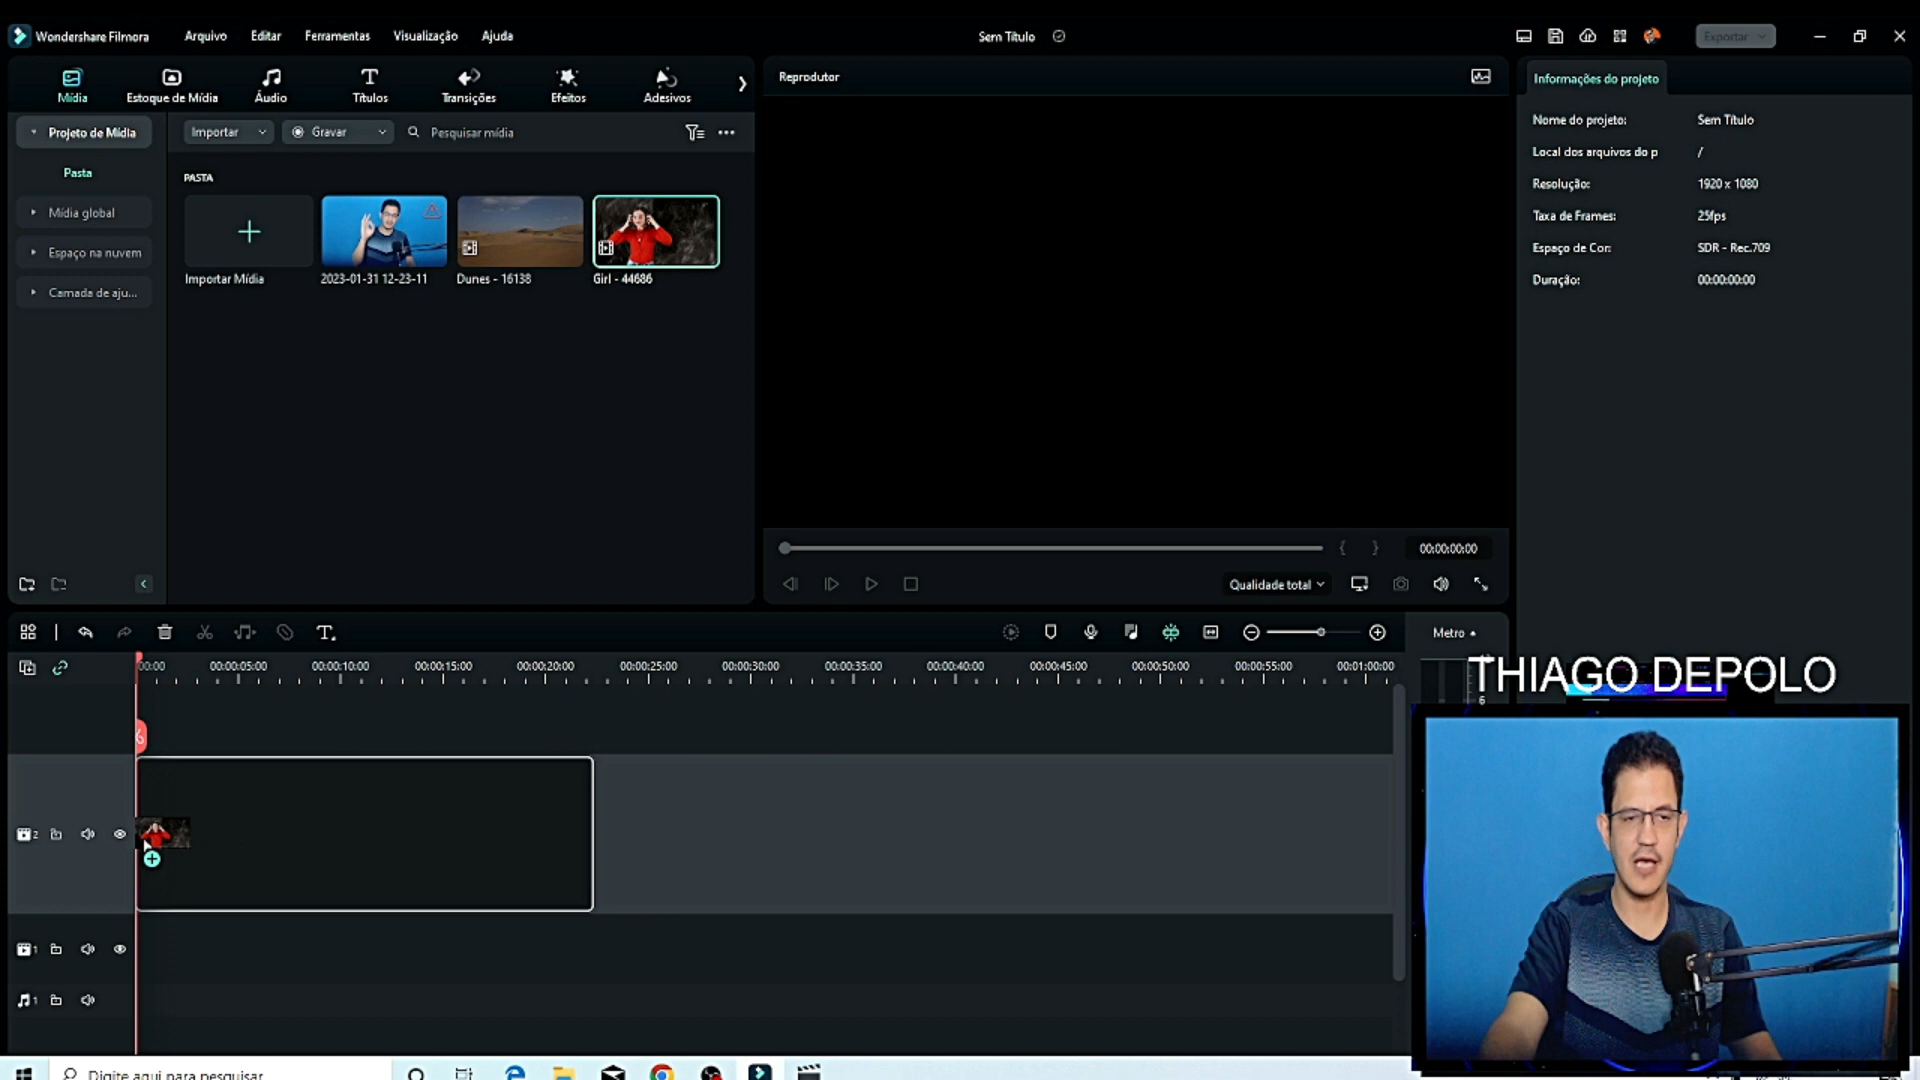 Wondershare Filmora Arquivo Editar Ferramentas Visualização Ajuda Sem Título Exportar
Mídia Estoque de Mídia Áudio Títulos Transições Efeitos Adesivos
Reprodutor
Informações do projeto
Projeto de Mídia
Importar Gravar Pesquisar mídia
Pasta
Mídia global
Espaço na nuvem
Camada de aju...
PASTA
Importar Mídia 2023-01-31 12-23-11 Dunes - 16138 Girl - 44686
Nome do projeto: Sem Título
Local dos arquivos do p /
Resolução: 1920 x 1080
Taxa de Frames: 25fps
Espaço de Cor: SDR - Rec.709
Duração: 00:00:00:00
{ } 00:00:00:00
Qualidade total
Metro
00:00 00:00:05:00 00:00:10:00 00:00:15:00 00:00:20:00 00:00:25:00 00:00:30:00 00:00:35:00 00:00:40:00 00:00:45:00 00:00:50:00 00:00:55:00 00:01:00:00
THIAGO DEPOLO
6
2
1
1
Digite aqui para pesquisar